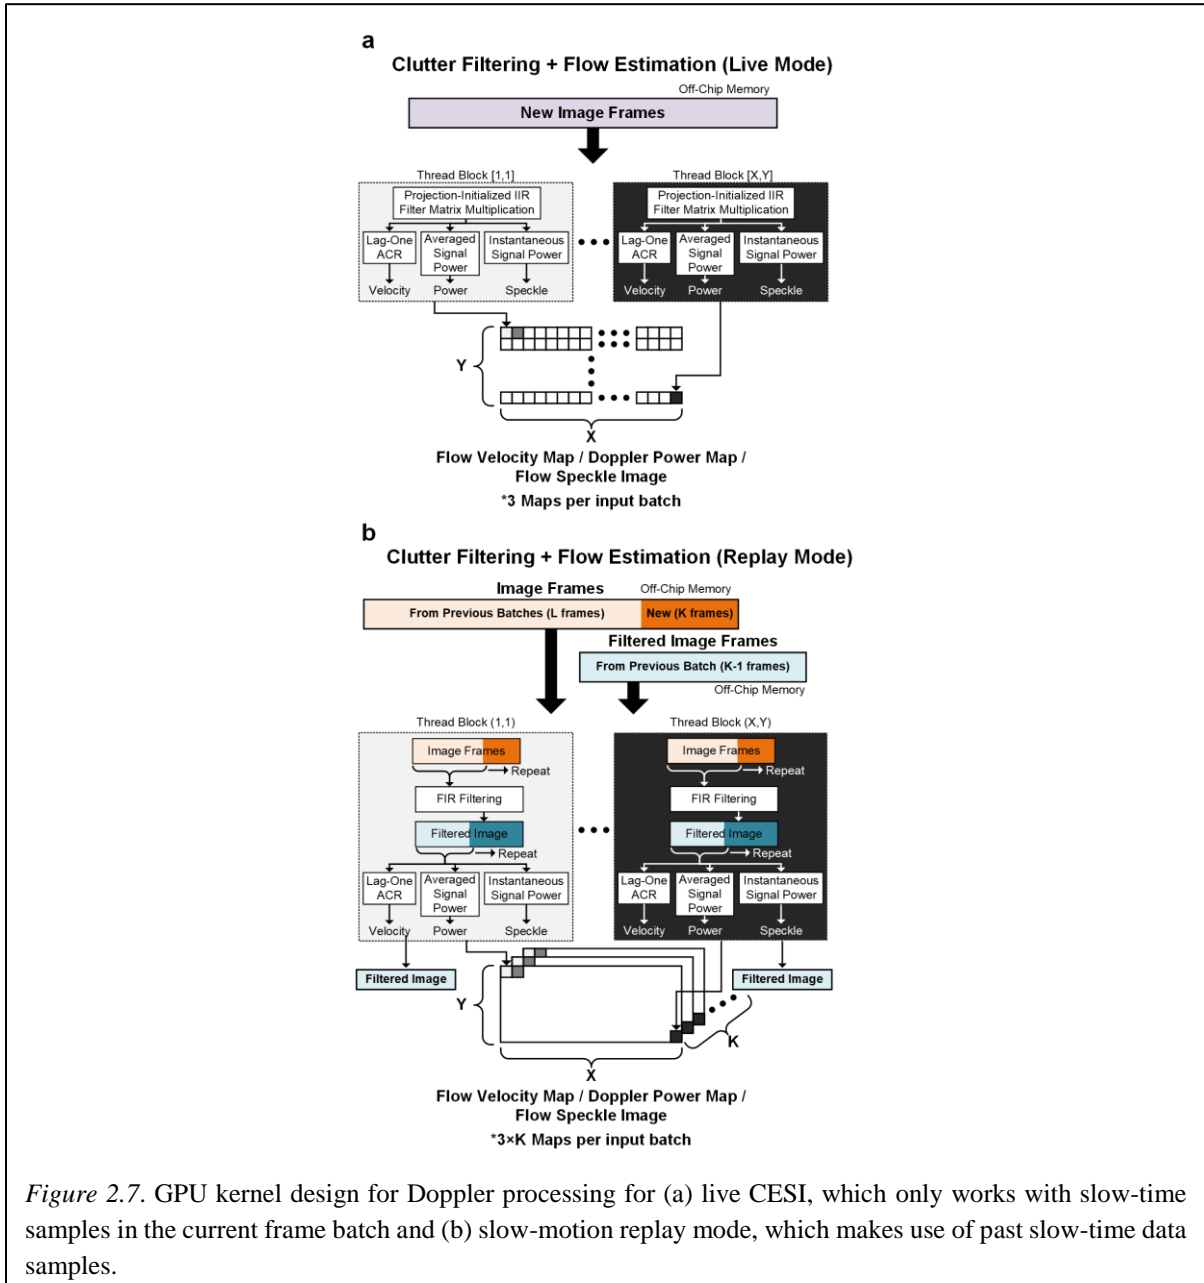 a
Clutter Filtering + Flow Estimation (Live Mode)
Off-Chip Memory
New Image Frames
Thread Block [1,1]
Thread Block [X,Y]
Projection-Initialized IIR
Filter Matrix Multiplication
Lag-One
ACR
Averaged
Signal
Power
Instantaneous
Signal Power
Velocity
Power
Speckle
Projection-Initialized IIR
Filter Matrix Multiplication
Lag-One
ACR
Averaged
Signal
Power
Instantaneous
Signal Power
Velocity
Power
Speckle
Y
X
Flow Velocity Map / Doppler Power Map /
Flow Speckle Image
*3 Maps per input batch
b
Clutter Filtering + Flow Estimation (Replay Mode)
Image Frames
Off-Chip Memory
From Previous Batches (L frames)
New (K frames)
Filtered Image Frames
From Previous Batch (K-1 frames)
Off-Chip Memory
Thread Block (1,1)
Thread Block (X,Y)
Image Frames
Repeat
FIR Filtering
Filtered Image
Repeat
Lag-One
ACR
Averaged
Signal
Power
Instantaneous
Signal Power
Velocity
Power
Speckle
Filtered Image
Image Frames
Repeat
FIR Filtering
Filtered Image
Repeat
Lag-One
ACR
Averaged
Signal
Power
Instantaneous
Signal Power
Velocity
Power
Speckle
Filtered Image
Y
K
X
Flow Velocity Map / Doppler Power Map /
Flow Speckle Image
*3×K Maps per input batch
Figure 2.7. GPU kernel design for Doppler processing for (a) live CESI, which only works with slow-time
samples in the current frame batch and (b) slow-motion replay mode, which makes use of past slow-time data
samples.